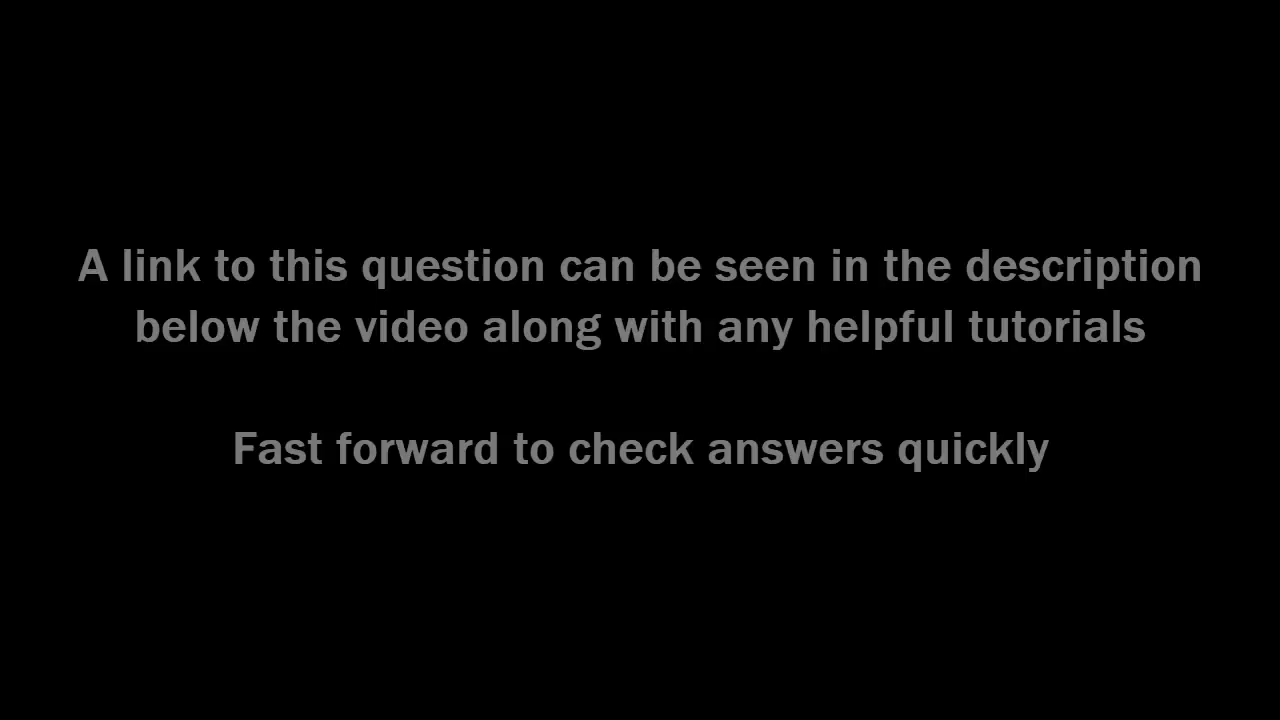 A link to this question can be seen in the description
below the video along with any helpful tutorials
Fast forward to check answers quickly